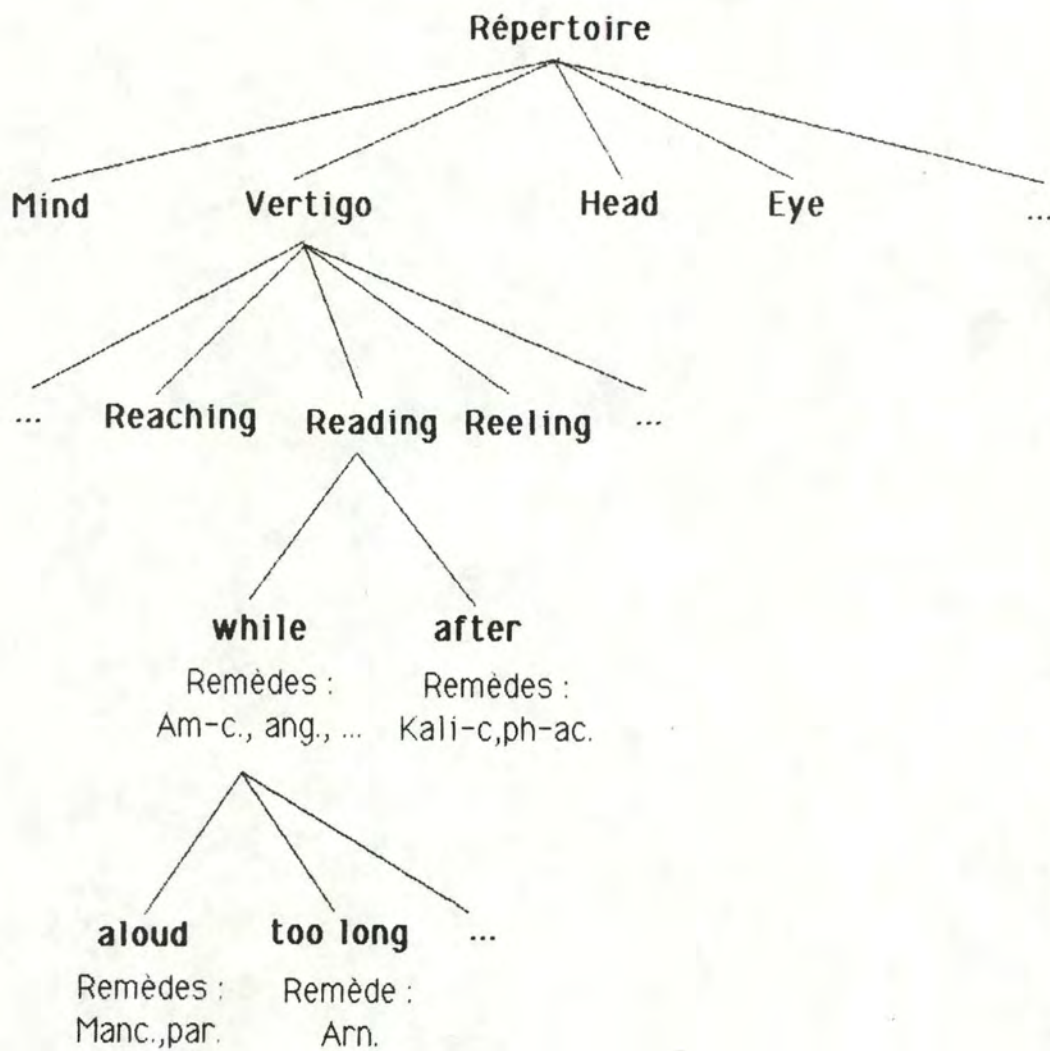 Répertoire
Mind Vertigo Head Eye ...
... Reaching Reading Reeling ...
while after
Remèdes : Remèdes :
Am-c., ang., ... Kali-c,ph-ac.
aloud too long ...
Remèdes : Remède :
Manc.,par. Arn.